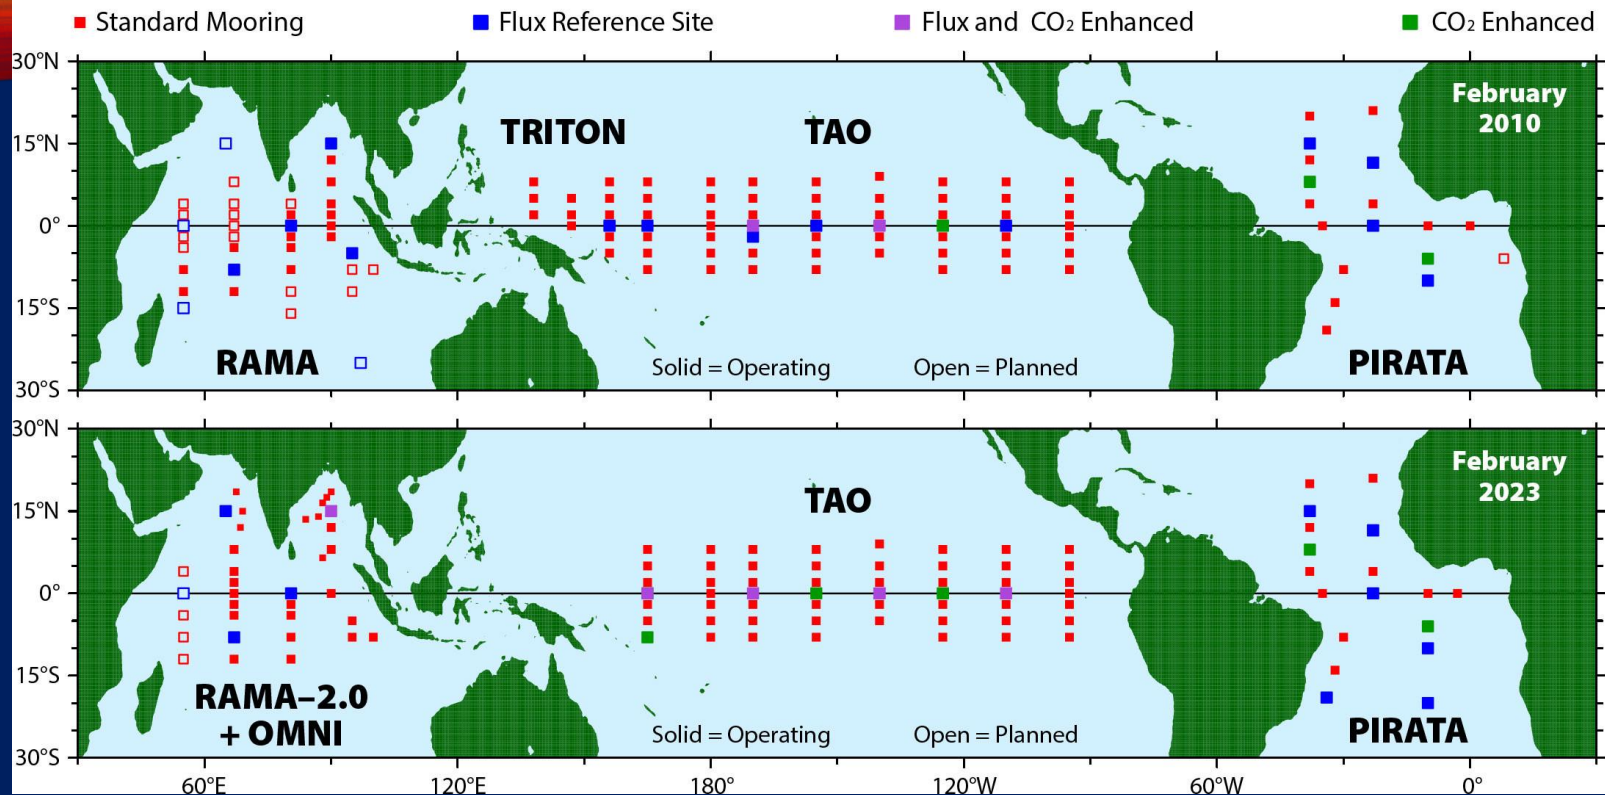 Standard Mooring
Flux Reference Site
Flux and CO₂ Enhanced
CO₂ Enhanced
30°N
15°N
0°
15°S
30°S
TRITON
TAO
February
2010
RAMA
Solid = Operating
Open = Planned
PIRATA
30°N
15°N
0°
15°S
30°S
TAO
February
2023
RAMA–2.0
+ OMNI
Solid = Operating
Open = Planned
PIRATA
60°E
120°E
180°
120°W
60°W
0°